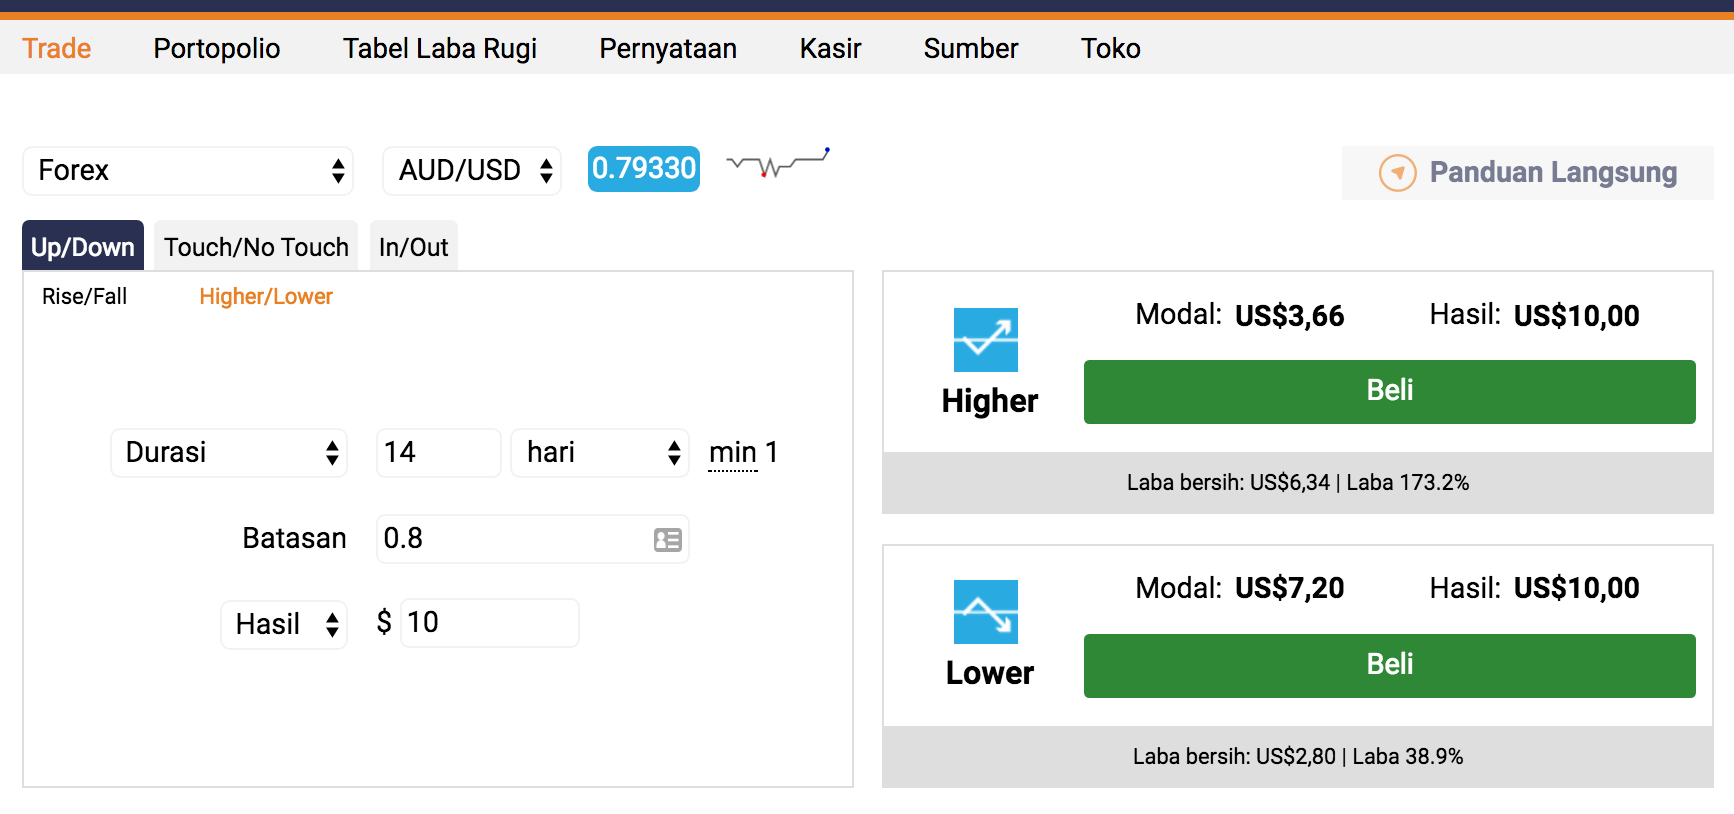 Trade Portopolio Tabel Laba Rugi Pernyataan Kasir Sumber Toko
Forex AUD/USD 0.79330 Panduan Langsung
Up/Down Touch/No Touch In/Out
Rise/Fall Higher/Lower
Durasi 14 hari min 1
Batasan 0.8
Hasil $ 10
Modal: US$3,66 Hasil: US$10,00
Higher Beli
Laba bersih: US$6,34 | Laba 173.2%
Modal: US$7,20 Hasil: US$10,00
Lower Beli
Laba bersih: US$2,80 | Laba 38.9%